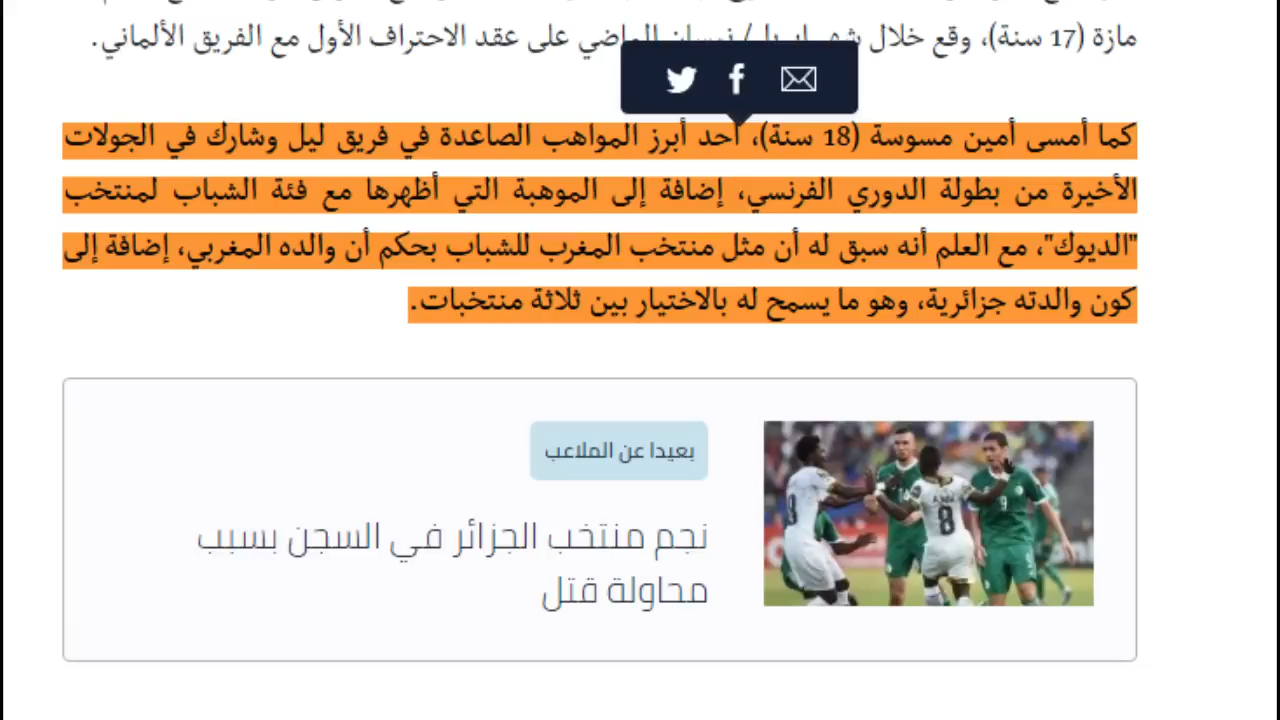 مازة (17 سنة)، وقع خلال شهر الماضي على عقد الاحتراف الأول مع الفريق الألماني.
كما أمسى أمين مسوسة (18 سنة)، أحد أبرز المواهب الصاعدة في فريق ليل وشارك في الجولات
الأخيرة من بطولة الدوري الفرنسي، إضافة إلى الموهبة التي أظهرها مع فئة الشباب لمنتخب
"الديوك"، مع العلم أنه سبق له أن مثل منتخب المغرب للشباب بحكم أن والده المغربي، إضافة إلى
كون والدته جزائرية، وهو ما يسمح له بالاختيار بين ثلاثة منتخبات.
بعيدا عن الملاعب
نجم منتخب الجزائر في السجن بسبب
محاولة قتل
8
9